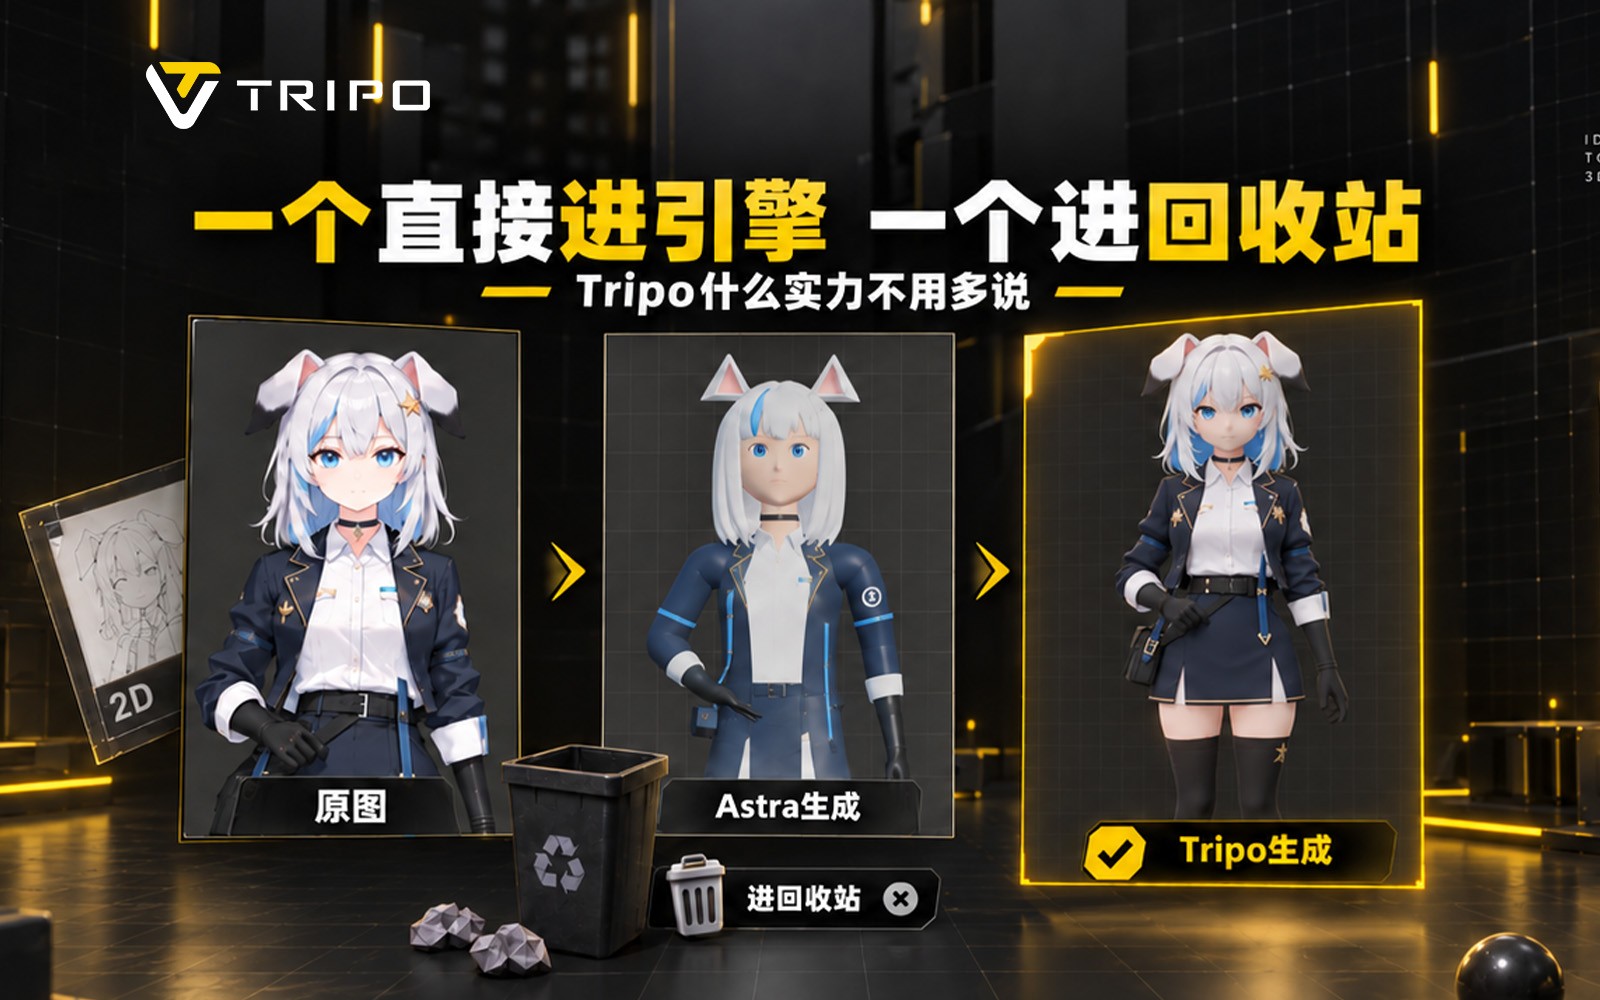 TRIPO
一个直接进引擎 一个进回收站
Tripo什么实力不用多说
2D
原图
Astra生成
进回收站
Tripo生成